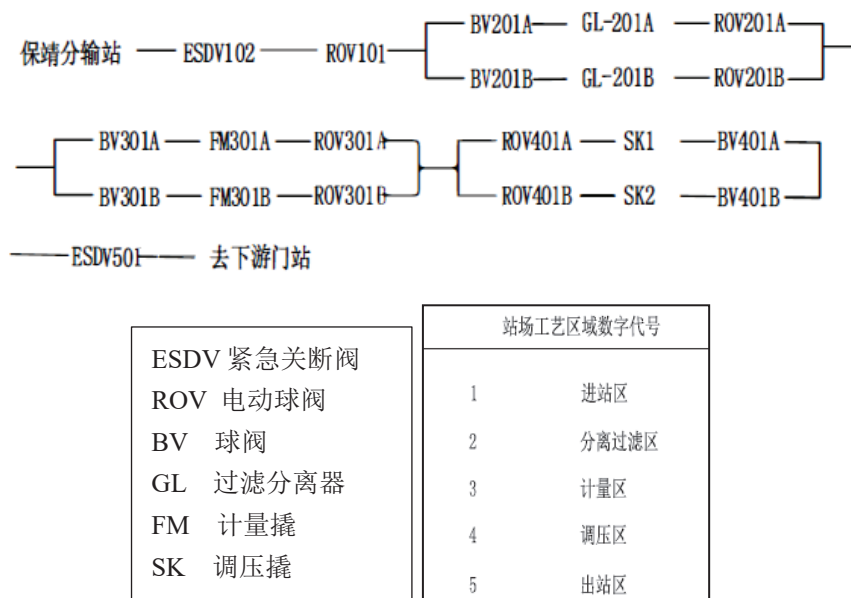 BV201A GL-201A ROV201A
保靖分输站 ESDV102 ROV101
BV201B GL-201B ROV201B
BV301A FM301A ROV301A ROV401A SK1 BV401A
BV301B FM301B ROV301B ROV401B SK2 BV401B
ESDV501 去下游门站
ESDV 紧急关断阀
ROV 电动球阀
BV 球阀
GL 过滤分离器
FM 计量撬
SK 调压撬
站场工艺区域数字代号
1 进站区
2 分离过滤区
3 计量区
4 调压区
5 出站区